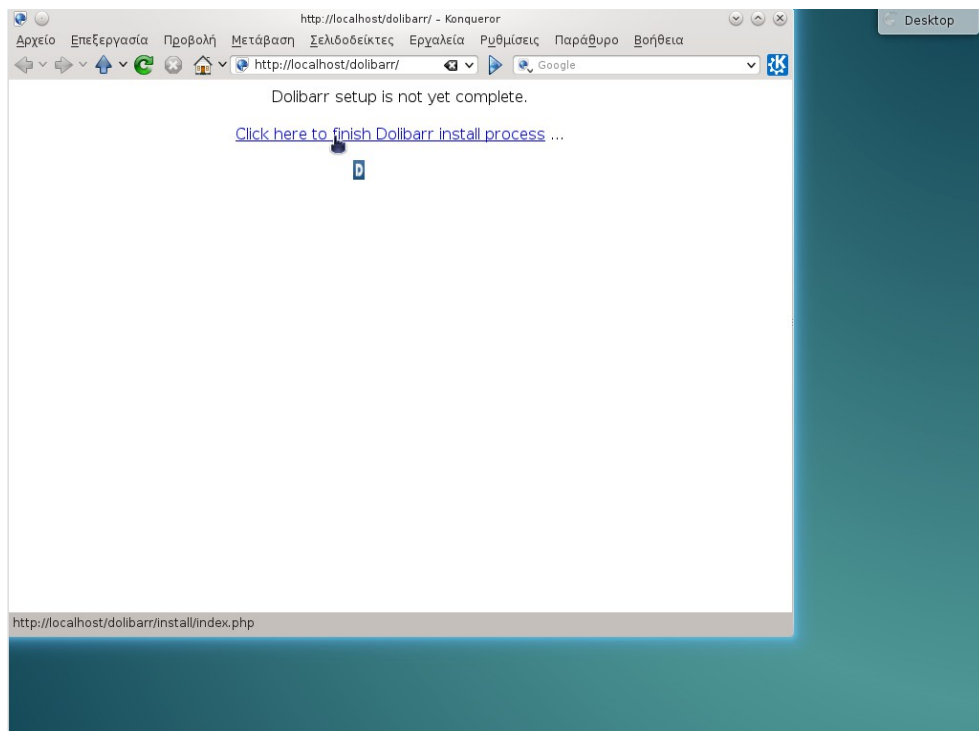 http://localhost/dolibarr/ – Konqueror
Desktop
Αρχείο Επεξεργασία Προβολή Μετάβαση Σελιδοδείκτες Εργαλεία Ρυθμίσεις Παράθυρο Βοήθεια
http://localhost/dolibarr/ Google
Dolibarr setup is not yet complete.
Click here to finish Dolibarr install process ...
D
http://localhost/dolibarr/install/index.php